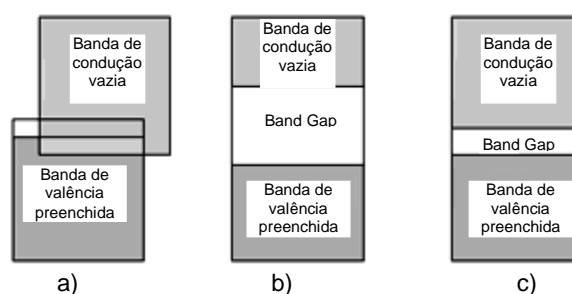 Banda de
condução
vazia
Banda de
valência
preenchida
a)
Banda de
condução
vazia
Band Gap
Banda de
valência
preenchida
b)
Banda de
condução
vazia
Band Gap
Banda de
valência
preenchida
c)